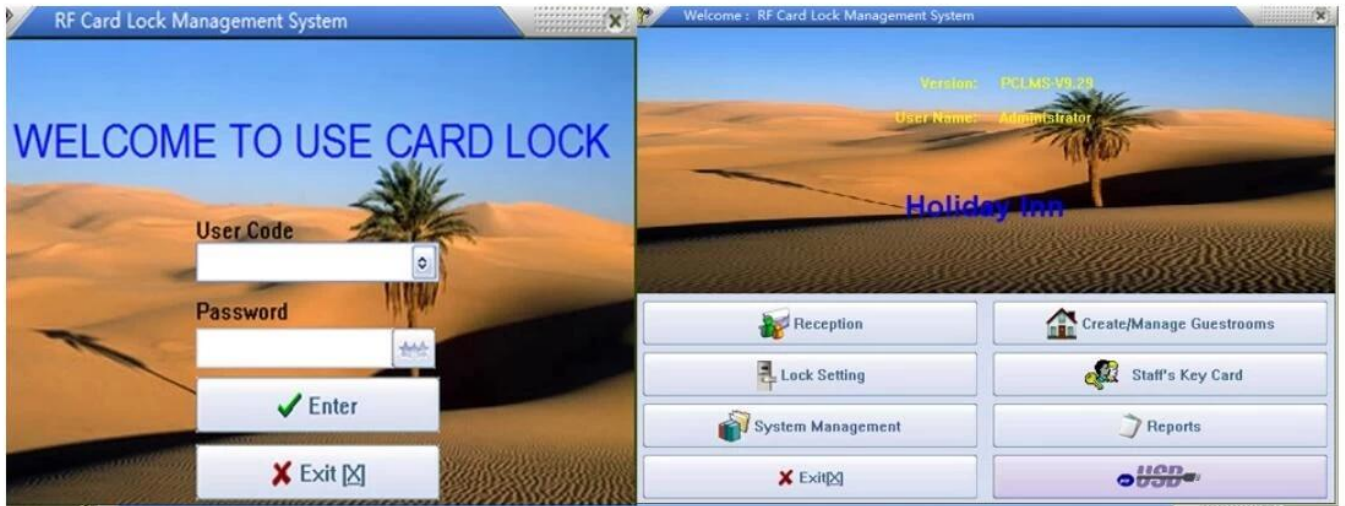 RF Card Lock Management System
WELCOME TO USE CARD LOCK
User Code
Password
Enter
Exit [X]
Welcome : RF Card Lock Management System
Version: PCLMS-V9.29
User Name: Administrator
Holiday Inn
Reception
Create/Manage Guestrooms
Lock Setting
Staff's Key Card
System Management
Reports
Exit[X]
USB